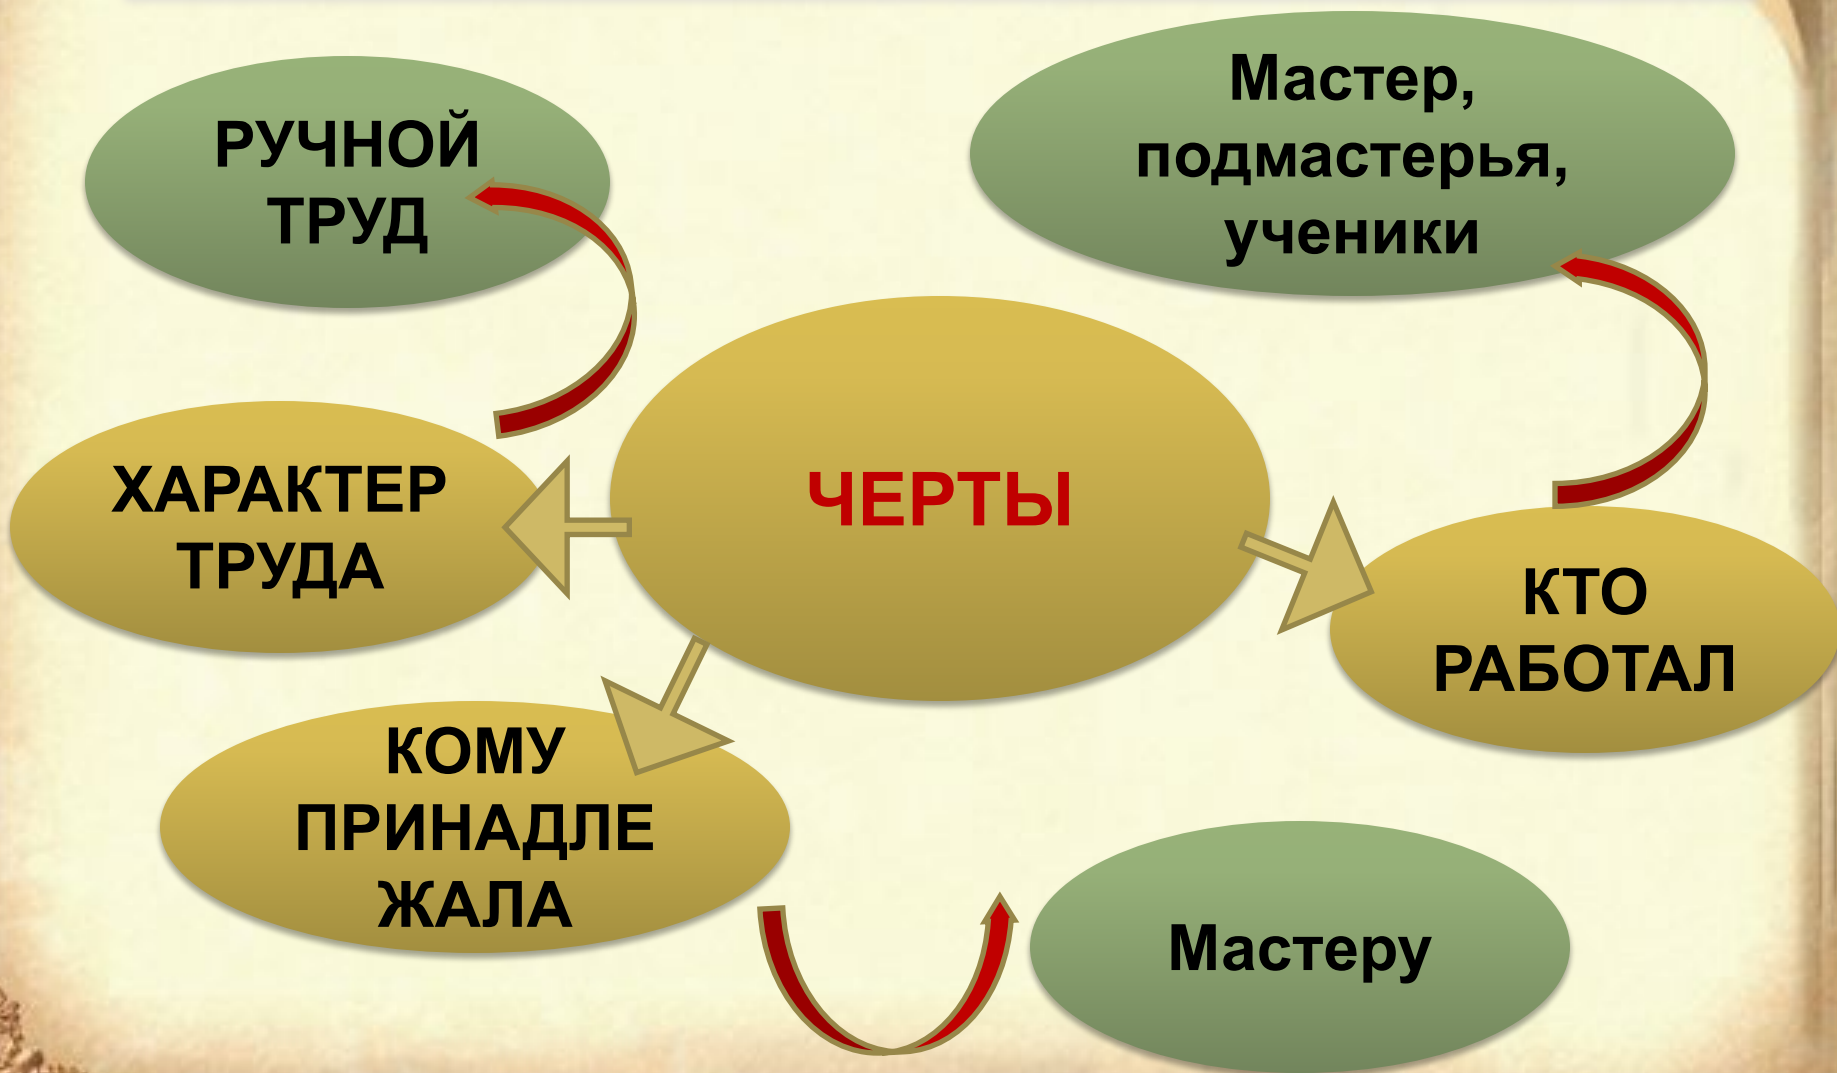 РУЧНОЙ
ТРУД
Мастер,
подмастерья,
ученики
ЧЕРТЫ
ХАРАКТЕР
ТРУДА
КТО
РАБОТАЛ
КОМУ
ПРИНАДЛЕ
ЖАЛА
Мастеру